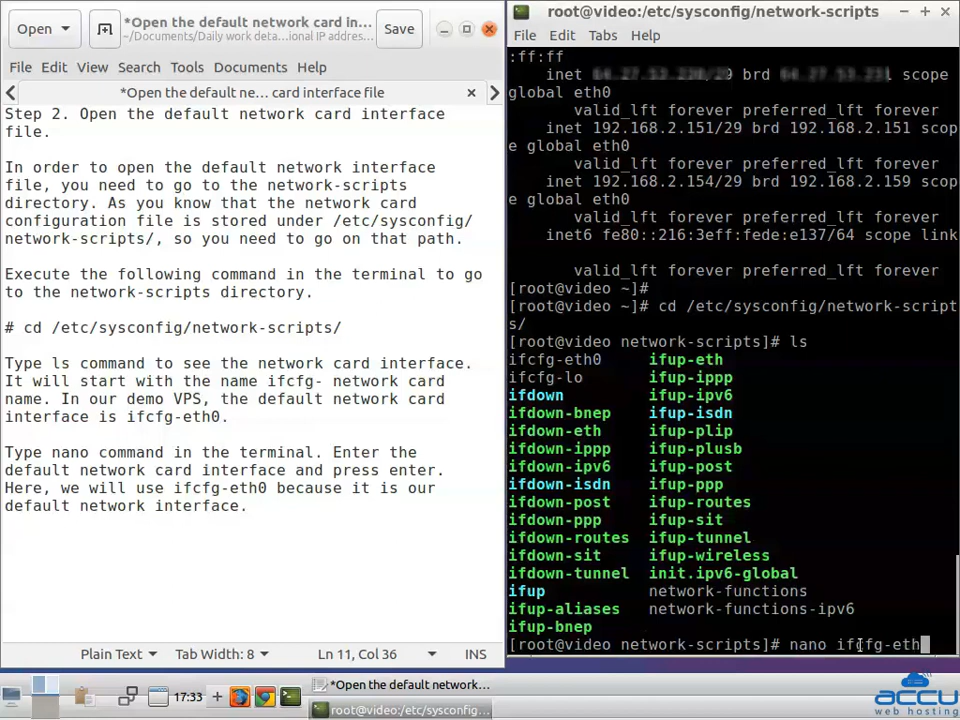 Open
*Open the default network card in...
~/Documents/Daily work deta...ional IP addres...
Save
File Edit View Search Tools Documents Help
*Open the default ne... card interface file
Step 2. Open the default network card interface
file.
In order to open the default network interface
file, you need to go to the network-scripts
directory. As you know that the network card
configuration file is stored under /etc/sysconfig/
network-scripts/, so you need to go on that path.
Execute the following command in the terminal to go
to the network-scripts directory.
# cd /etc/sysconfig/network-scripts/
Type ls command to see the network card interface.
It will start with the name ifcfg- network card
name. In our demo VPS, the default network card
interface is ifcfg-eth0.
Type nano command in the terminal. Enter the
default network card interface and press enter.
Here, we will use ifcfg-eth0 because it is our
default network interface.
Plain Text Tab Width: 8 Ln 11, Col 36 INS
root@video:/etc/sysconfig/network-scripts
File Edit Tabs Help
:ff:ff
inet brd scope
global eth0
valid_lft forever preferred_lft forever
inet 192.168.2.151/29 brd 192.168.2.151 scop
e global eth0
valid_lft forever preferred_lft forever
inet 192.168.2.154/29 brd 192.168.2.159 scop
e global eth0
valid_lft forever preferred_lft forever
inet6 fe80::216:3eff:fede:e137/64 scope link
valid_lft forever preferred_lft forever
[root@video ~]#
[root@video ~]# cd /etc/sysconfig/network-script
s/
[root@video network-scripts]# ls
ifcfg-eth0 ifup-eth
ifcfg-lo ifup-ippp
ifdown ifup-ipv6
ifdown-bnep ifup-isdn
ifdown-eth ifup-plip
ifdown-ippp ifup-plusb
ifdown-ipv6 ifup-post
ifdown-isdn ifup-ppp
ifdown-post ifup-routes
ifdown-ppp ifup-sit
ifdown-routes ifup-tunnel
ifdown-sit ifup-wireless
ifdown-tunnel init.ipv6-global
ifup network-functions
ifup-aliases network-functions-ipv6
ifup-bnep
[root@video network-scripts]# nano ifcfg-eth
17:33
*Open the default network...
root@video:/etc/sysconfig...
accu
web hosting